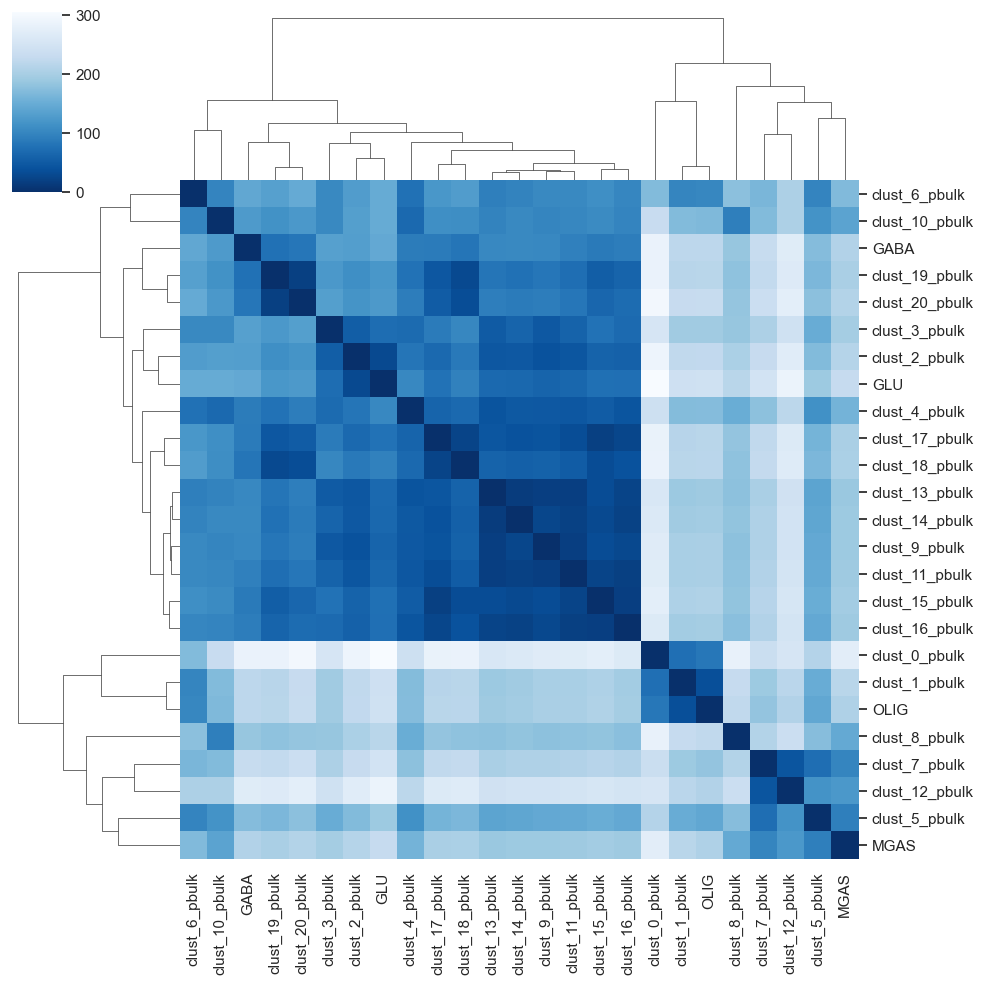 300
200
100
0
clust_6_pbulk
clust_10_pbulk
GABA
clust_19_pbulk
clust_20_pbulk
clust_3_pbulk
clust_2_pbulk
GLU
clust_4_pbulk
clust_17_pbulk
clust_18_pbulk
clust_13_pbulk
clust_14_pbulk
clust_9_pbulk
clust_11_pbulk
clust_15_pbulk
clust_16_pbulk
clust_0_pbulk
clust_1_pbulk
OLIG
clust_8_pbulk
clust_7_pbulk
clust_12_pbulk
clust_5_pbulk
MGAS
clust_6_pbulk
clust_10_pbulk
GABA
clust_19_pbulk
clust_20_pbulk
clust_3_pbulk
clust_2_pbulk
GLU
clust_4_pbulk
clust_17_pbulk
clust_18_pbulk
clust_13_pbulk
clust_14_pbulk
clust_9_pbulk
clust_11_pbulk
clust_15_pbulk
clust_16_pbulk
clust_0_pbulk
clust_1_pbulk
OLIG
clust_8_pbulk
clust_7_pbulk
clust_12_pbulk
clust_5_pbulk
MGAS